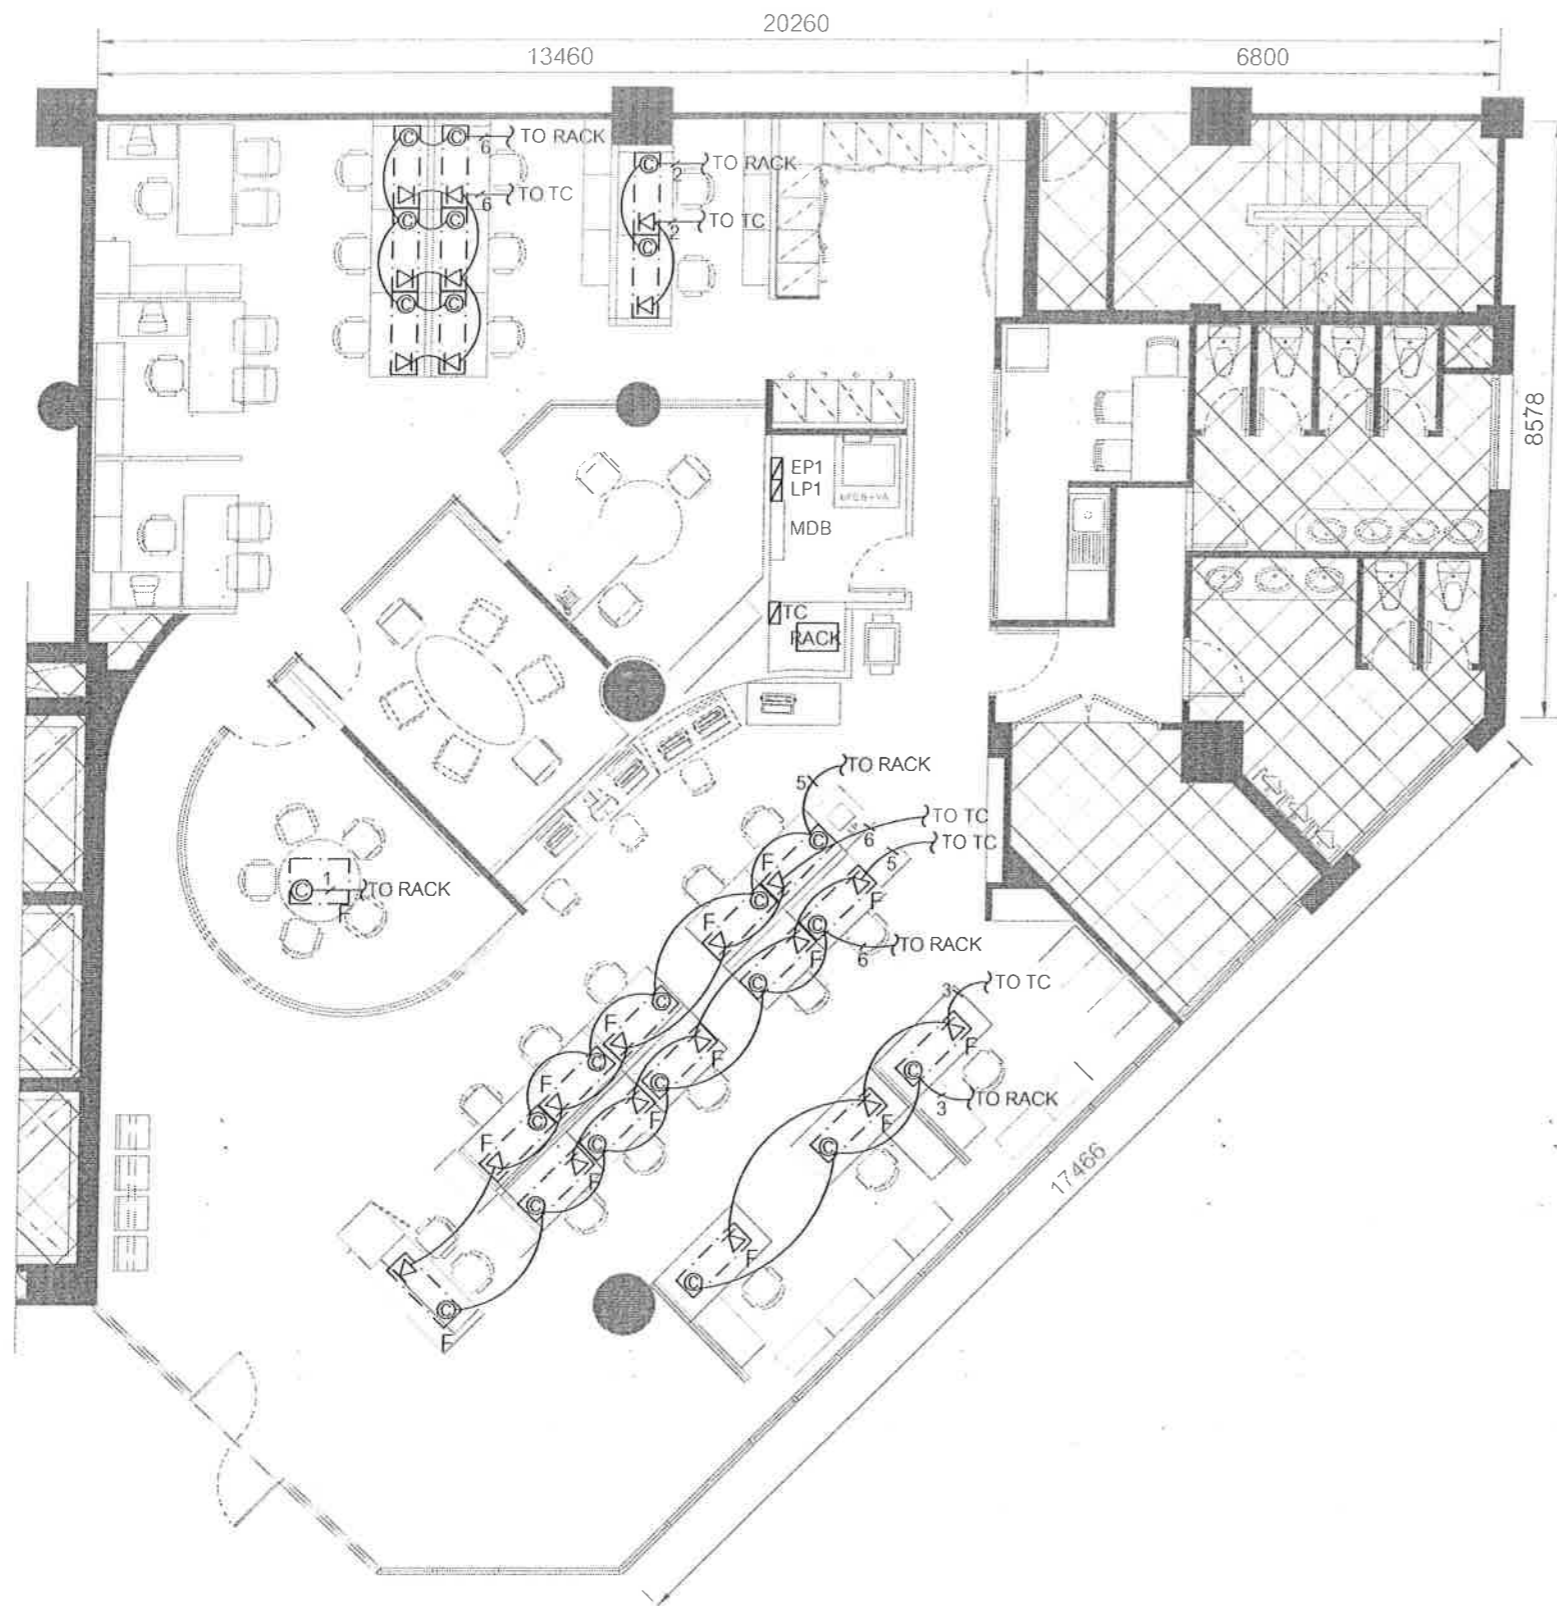 20260
13460
6800
C C 6 TO RACK
6 TO TC
C C
C C
C 2 TO RACK
2 TO TC
C
8578
EP1
LP1
MDB
TC
RACK
5 TO RACK
6 TO TC
5 TO TC
C
F
F
C
1
C TO RACK
F
F
C
F
6 TO RACK
C
3 TO TC
C
F
F
F
C
C
3 TO RACK
F
C
F
C
F
F
C
C
F
C
F
17466
C
F
C
C
F